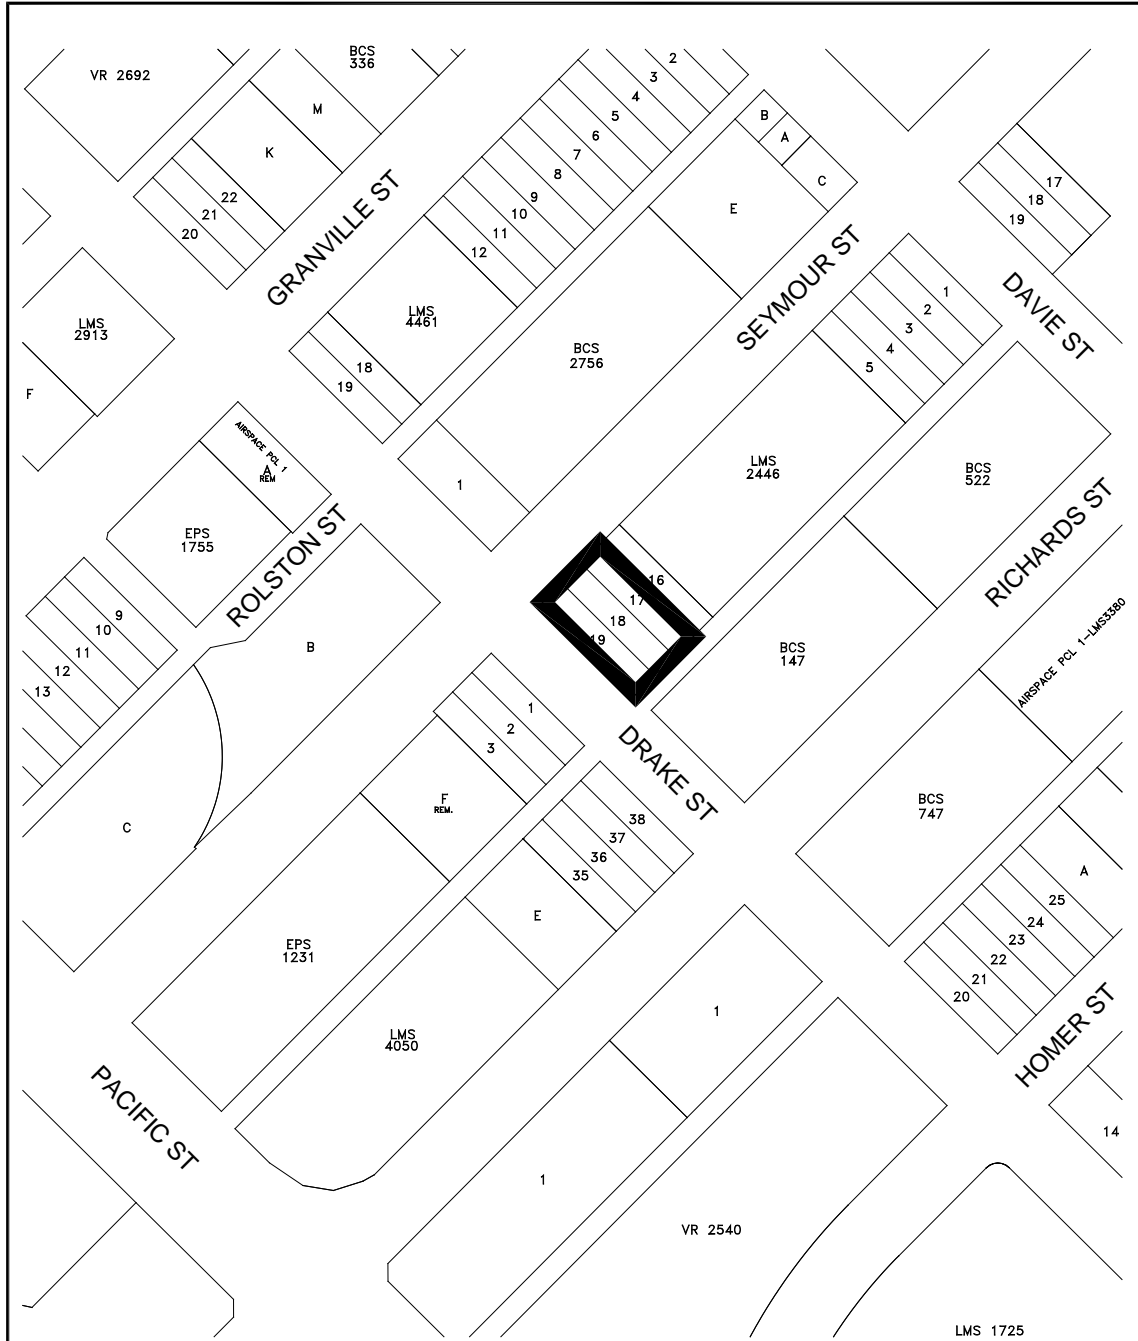 VR 2692
BCS
336
M
K
22
21
20
GRANVILLE ST
2
3
4
5
6
7
8
9
10
11
12
B
A
C
E
SEYMOUR ST
17
18
19
DAVIE ST
LMS
2913
F
LMS
4461
18
19
BCS
2756
1
1
2
3
4
5
LMS
2446
BCS
522
RICHARDS ST
AIRSPACE PCL 1
A
REM
EPS
1755
ROLSTON ST
9
10
11
12
13
B
C
16
17
18
19
BCS
147
AIRSPACE PCL 1-LMS3380
DRAKE ST
1
2
3
F
REM.
38
37
36
35
E
BCS
747
A
25
24
23
22
21
20
HOMER ST
EPS
1231
LMS
4050
PACIFIC ST
1
1
VR 2540
14
LMS 1725